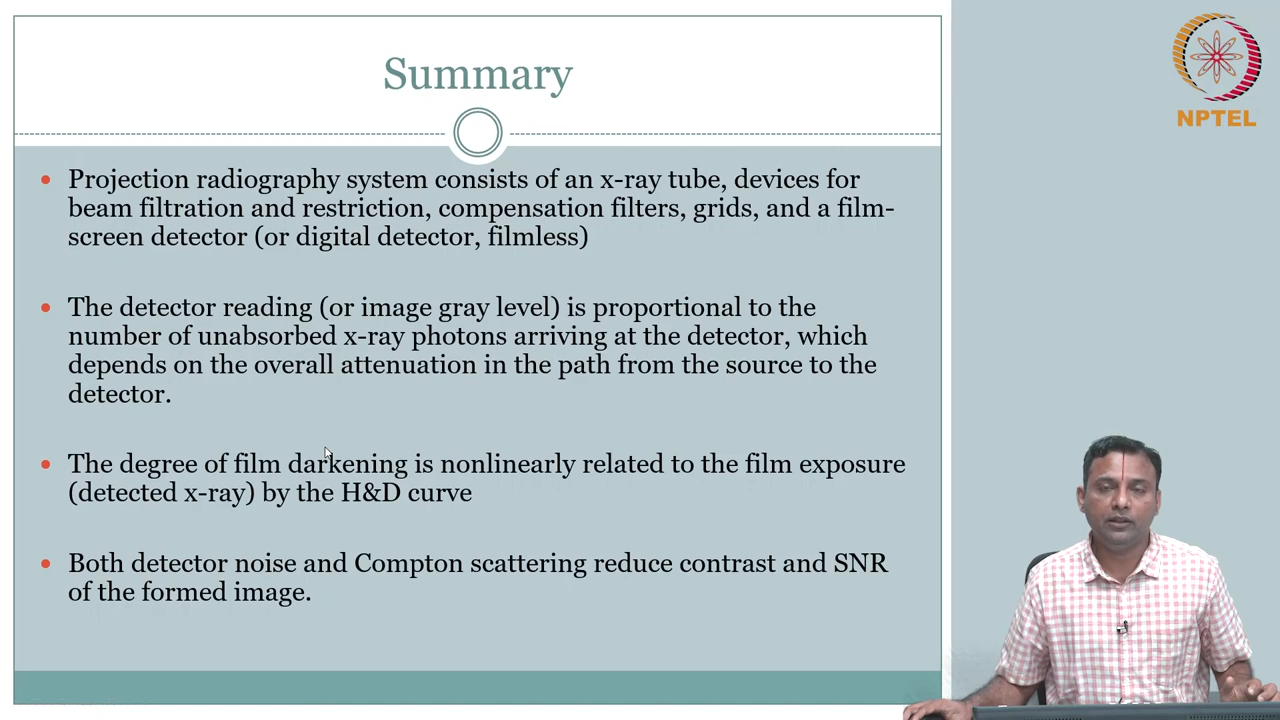 Summary
NPTEL
• Projection radiography system consists of an x-ray tube, devices for
beam filtration and restriction, compensation filters, grids, and a film-
screen detector (or digital detector, filmless)
• The detector reading (or image gray level) is proportional to the
number of unabsorbed x-ray photons arriving at the detector, which
depends on the overall attenuation in the path from the source to the
detector.
• The degree of film darkening is nonlinearly related to the film exposure
(detected x-ray) by the H&D curve
• Both detector noise and Compton scattering reduce contrast and SNR
of the formed image.